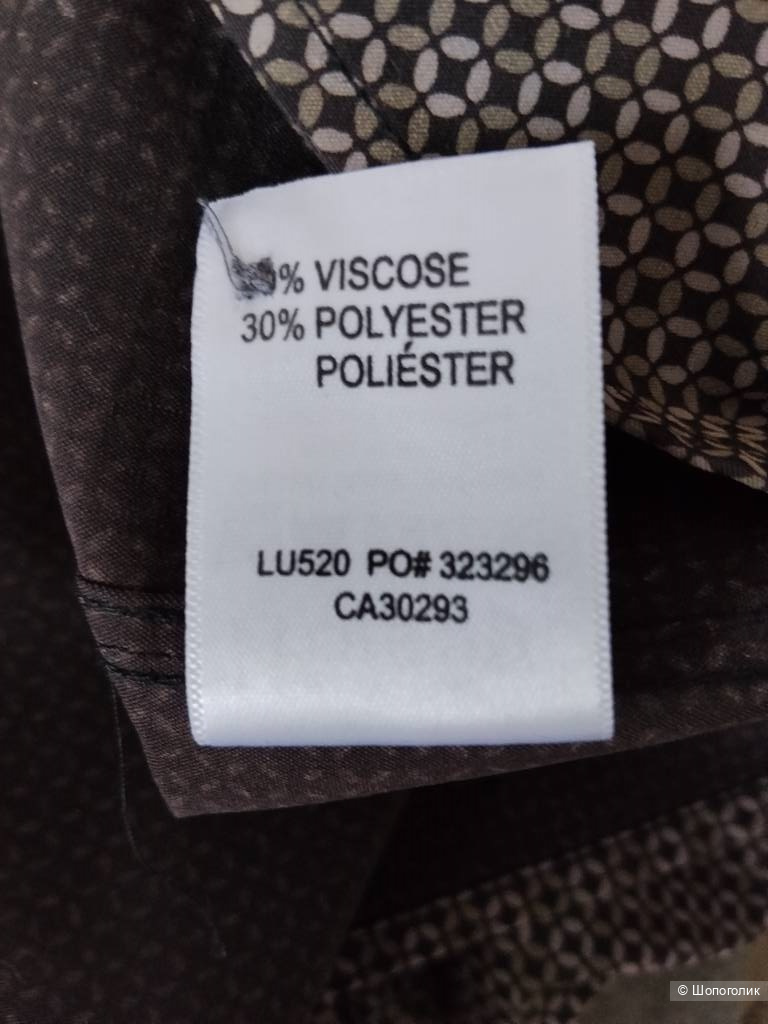 % VISCOSE
30% POLYESTER
POLIÉSTER
LU520 PO# 323296
CA30293
© Шопоголик